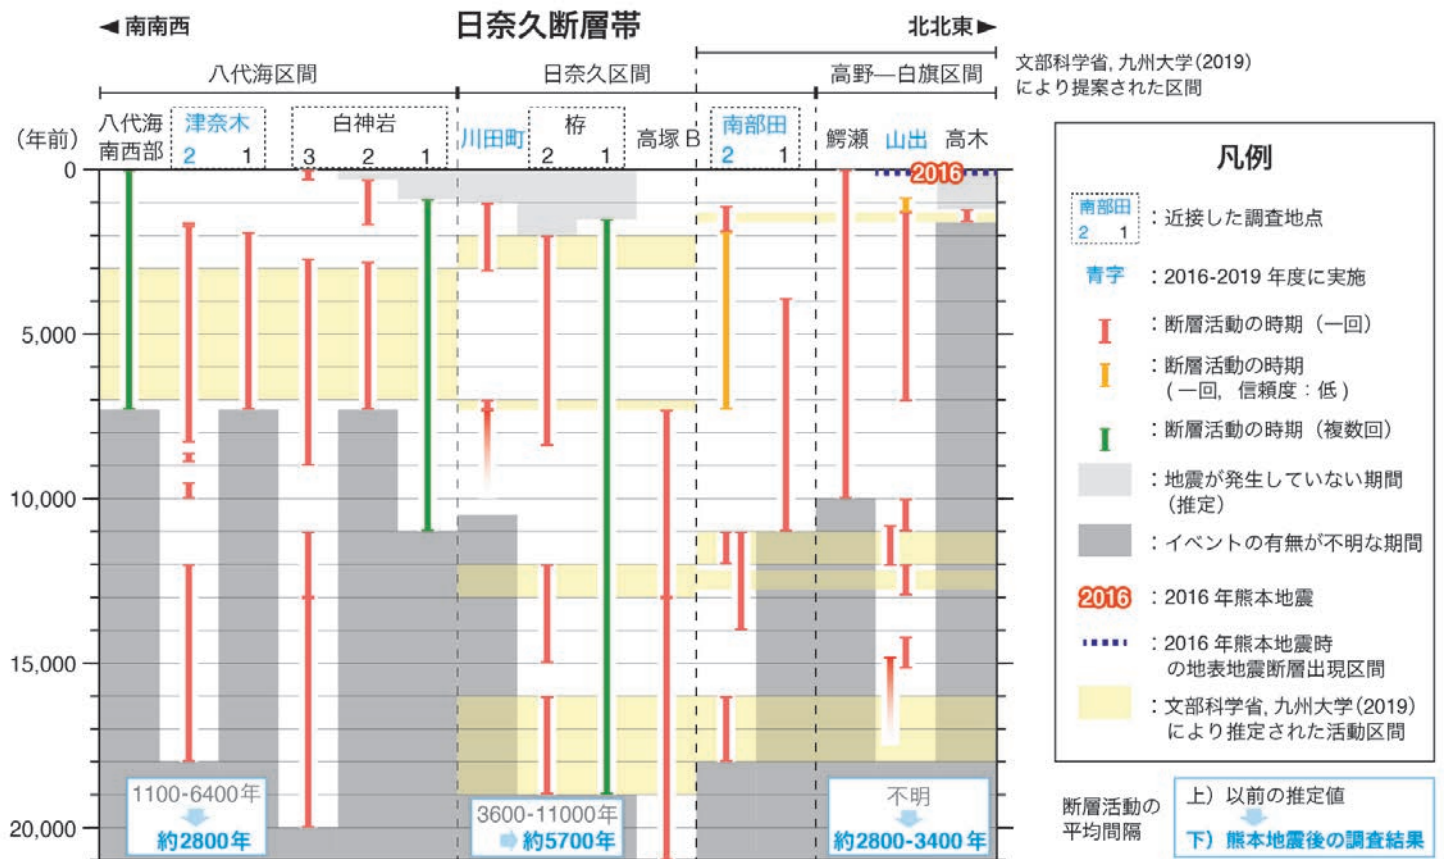 ◀ 南南西
日奈久断層帯
北北東 ▶
八代海区間
日奈久区間
高野―白旗区間
文部科学省, 九州大学(2019)
により提案された区間
(年前)
八代海
南西部
津奈木
2 1
白神岩
3 2 1
川田町
栫
2 1
高塚 B
南部田
2 1
鰐瀬
山出
高木
2016
0
5,000
10,000
15,000
20,000
1100-6400年
約2800年
3600-11000年
約5700年
不明
約2800-3400年
凡例
南部田
2 1
：近接した調査地点
青字
：2016-2019 年度に実施
：断層活動の時期（一回）
：断層活動の時期
(一回, 信頼度：低)
：断層活動の時期（複数回）
：地震が発生していない期間
（推定）
：イベントの有無が不明な期間
2016
：2016 年熊本地震
：2016 年熊本地震時
の地表地震断層出現区間
：文部科学省, 九州大学(2019)
により推定された活動区間
断層活動の
平均間隔
上）以前の推定値
下）熊本地震後の調査結果